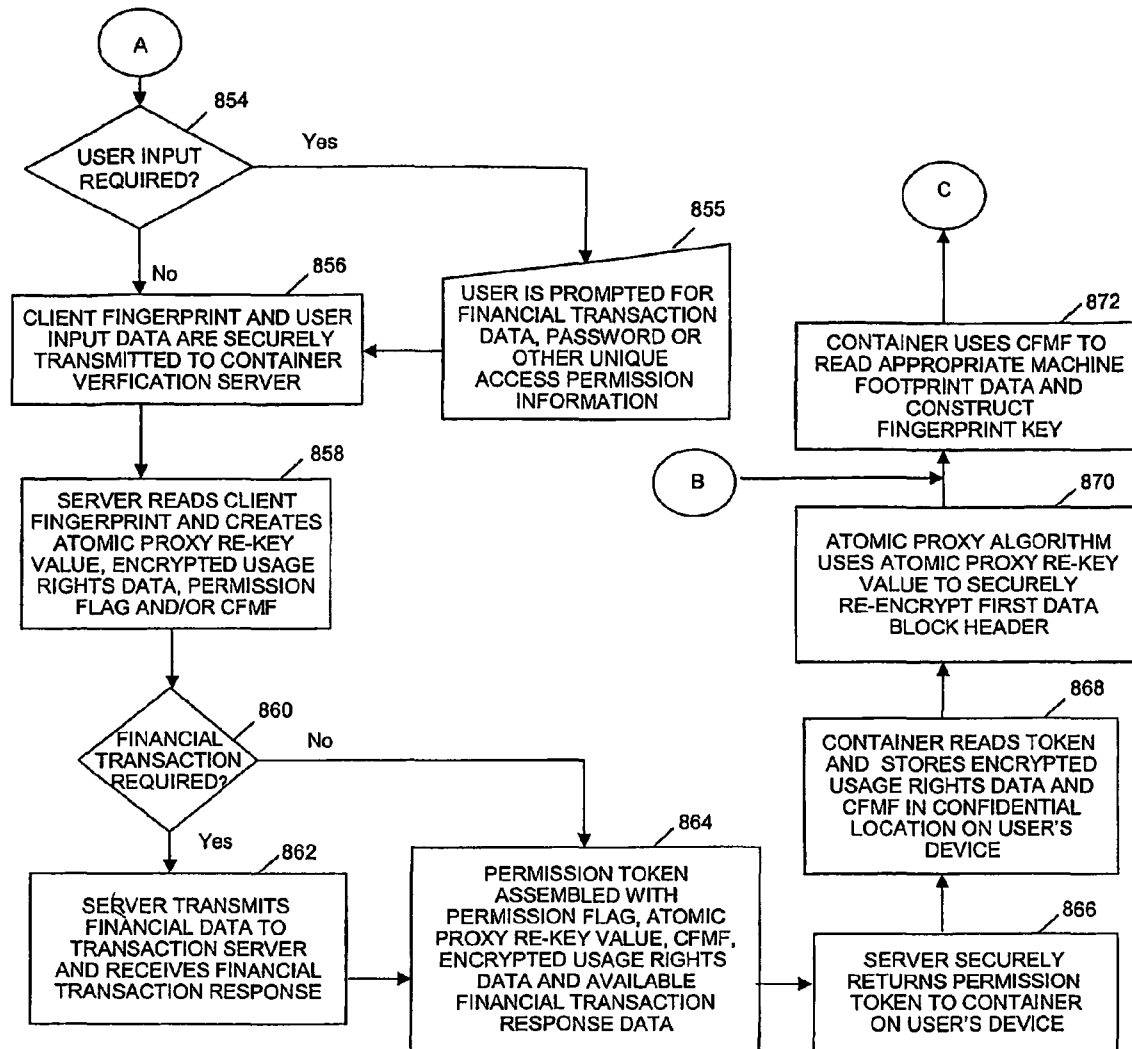 A
854
USER INPUT
REQUIRED?
Yes
No
855
USER IS PROMPTED FOR
FINANCIAL TRANSACTION
DATA, PASSWORD OR
OTHER UNIQUE
ACCESS PERMISSION
INFORMATION
856
CLIENT FINGERPRINT AND USER
INPUT DATA ARE SECURELY
TRANSMITTED TO CONTAINER
VERFICATION SERVER
858
SERVER READS CLIENT
FINGERPRINT AND CREATES
ATOMIC PROXY RE-KEY
VALUE, ENCRYPTED USAGE
RIGHTS DATA, PERMISSION
FLAG AND/OR CFMF
860
FINANCIAL
TRANSACTION
REQUIRED?
No
Yes
862
SERVER TRANSMITS
FINANCIAL DATA TO
TRANSACTION SERVER
AND RECEIVES FINANCIAL
TRANSACTION RESPONSE
864
PERMISSION TOKEN
ASSEMBLED WITH
PERMISSION FLAG, ATOMIC
PROXY RE-KEY VALUE, CFMF,
ENCRYPTED USAGE RIGHTS
DATA AND AVAILABLE
FINANCIAL TRANSACTION
RESPONSE DATA
866
SERVER SECURELY
RETURNS PERMISSION
TOKEN TO CONTAINER
ON USER'S DEVICE
868
CONTAINER READS TOKEN
AND STORES ENCRYPTED
USAGE RIGHTS DATA AND
CFMF IN CONFIDENTIAL
LOCATION ON USER'S
DEVICE
870
ATOMIC PROXY ALGORITHM
USES ATOMIC PROXY RE-KEY
VALUE TO SECURELY
RE-ENCRYPT FIRST DATA
BLOCK HEADER
B
872
CONTAINER USES CFMF TO
READ APPROPRIATE MACHINE
FOOTPRINT DATA AND
CONSTRUCT
FINGERPRINT KEY
C